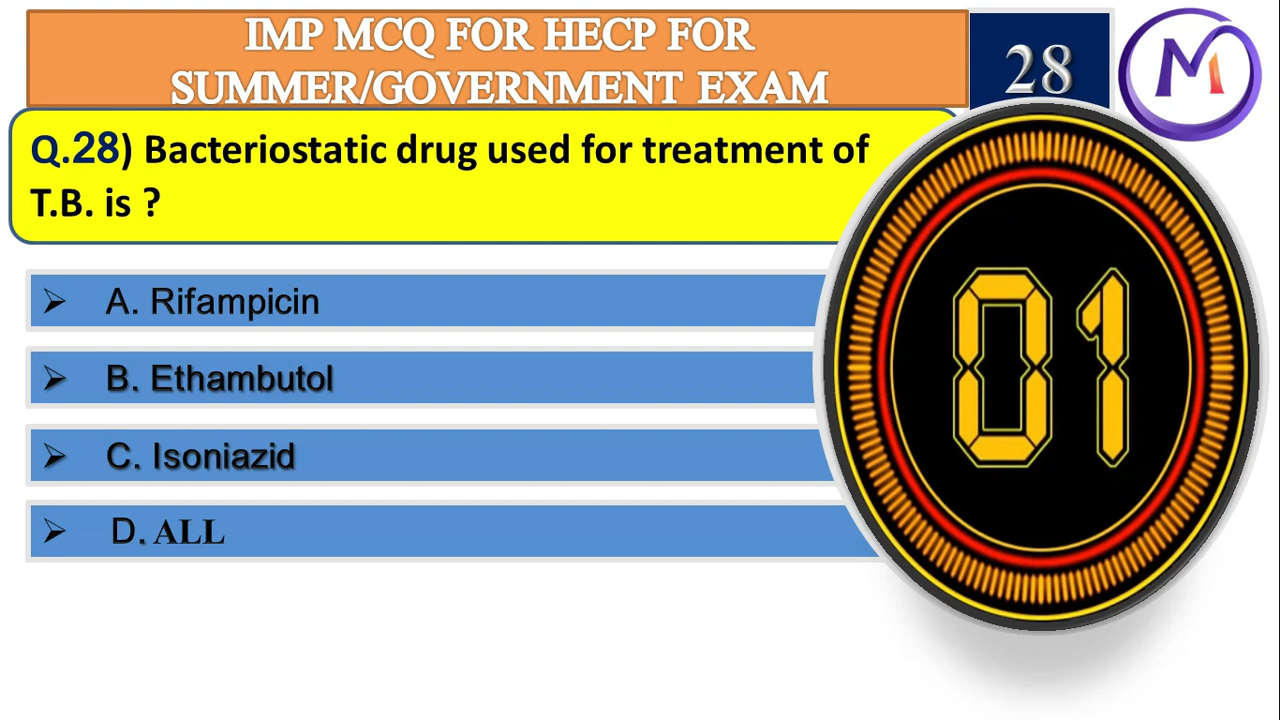 IMP MCQ FOR HECP FOR
SUMMER/GOVERNMENT EXAM
28
M
Q.28) Bacteriostatic drug used for treatment of
T.B. is ?
➢ A. Rifampicin
➢ B. Ethambutol
➢ C. Isoniazid
➢ D. ALL
01